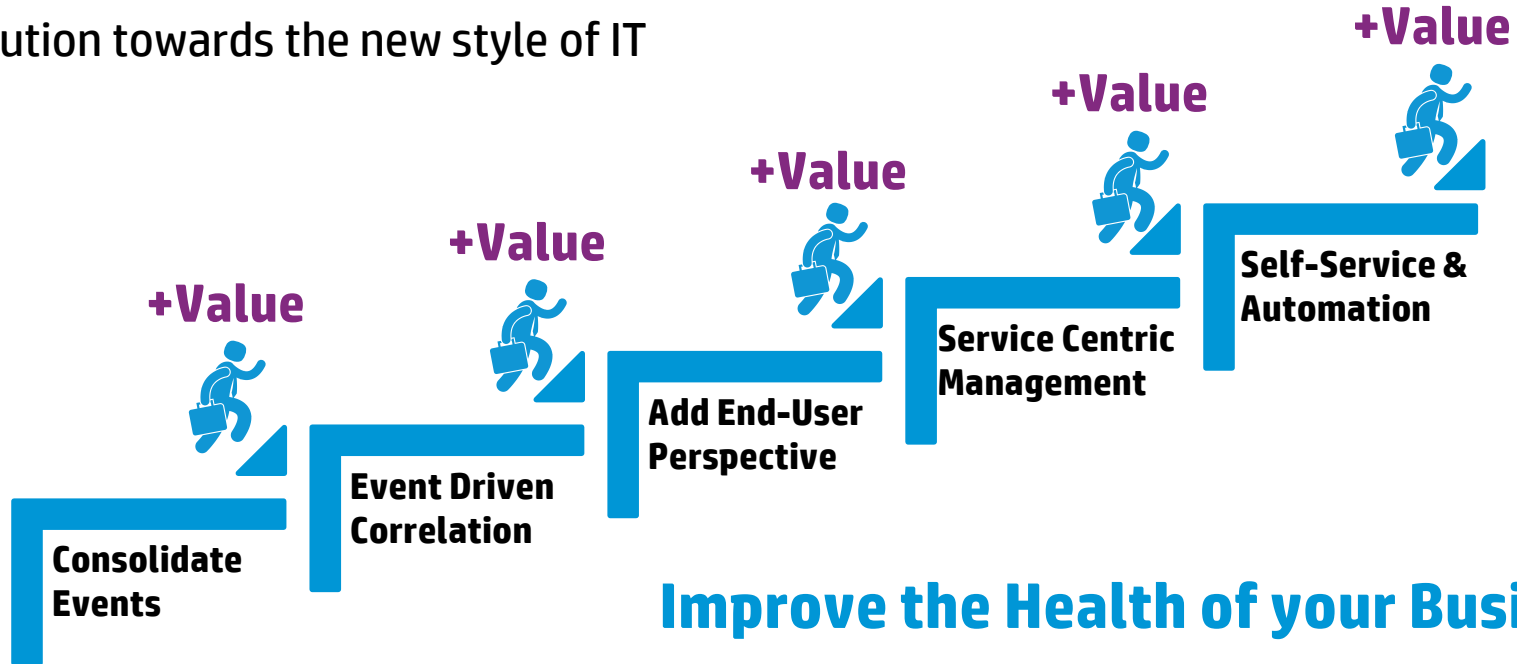 ution towards the new style of IT
+Value
+Value
+Value
+Value
+Value
Self-Service &
Automation
Service Centric
Management
Add End-User
Perspective
Event Driven
Correlation
Consolidate
Events
Improve the Health of your Busi